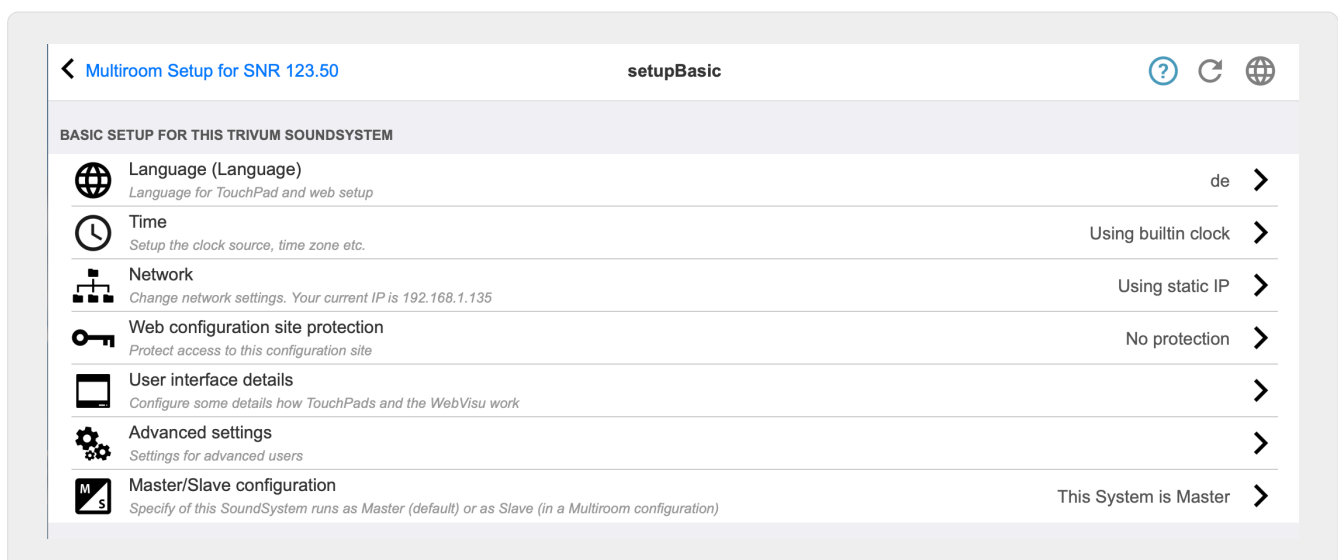 Multiroom Setup for SNR 123.50 setupBasic ?
BASIC SETUP FOR THIS TRIVUM SOUNDSYSTEM
Language (Language)
Language for TouchPad and web setup
de
Time
Setup the clock source, time zone etc.
Using builtin clock
Network
Change network settings. Your current IP is 192.168.1.135
Using static IP
Web configuration site protection
Protect access to this configuration site
No protection
User interface details
Configure some details how TouchPads and the WebVisu work
Advanced settings
Settings for advanced users
M
S
Master/Slave configuration
Specify of this SoundSystem runs as Master (default) or as Slave (in a Multiroom configuration)
This System is Master